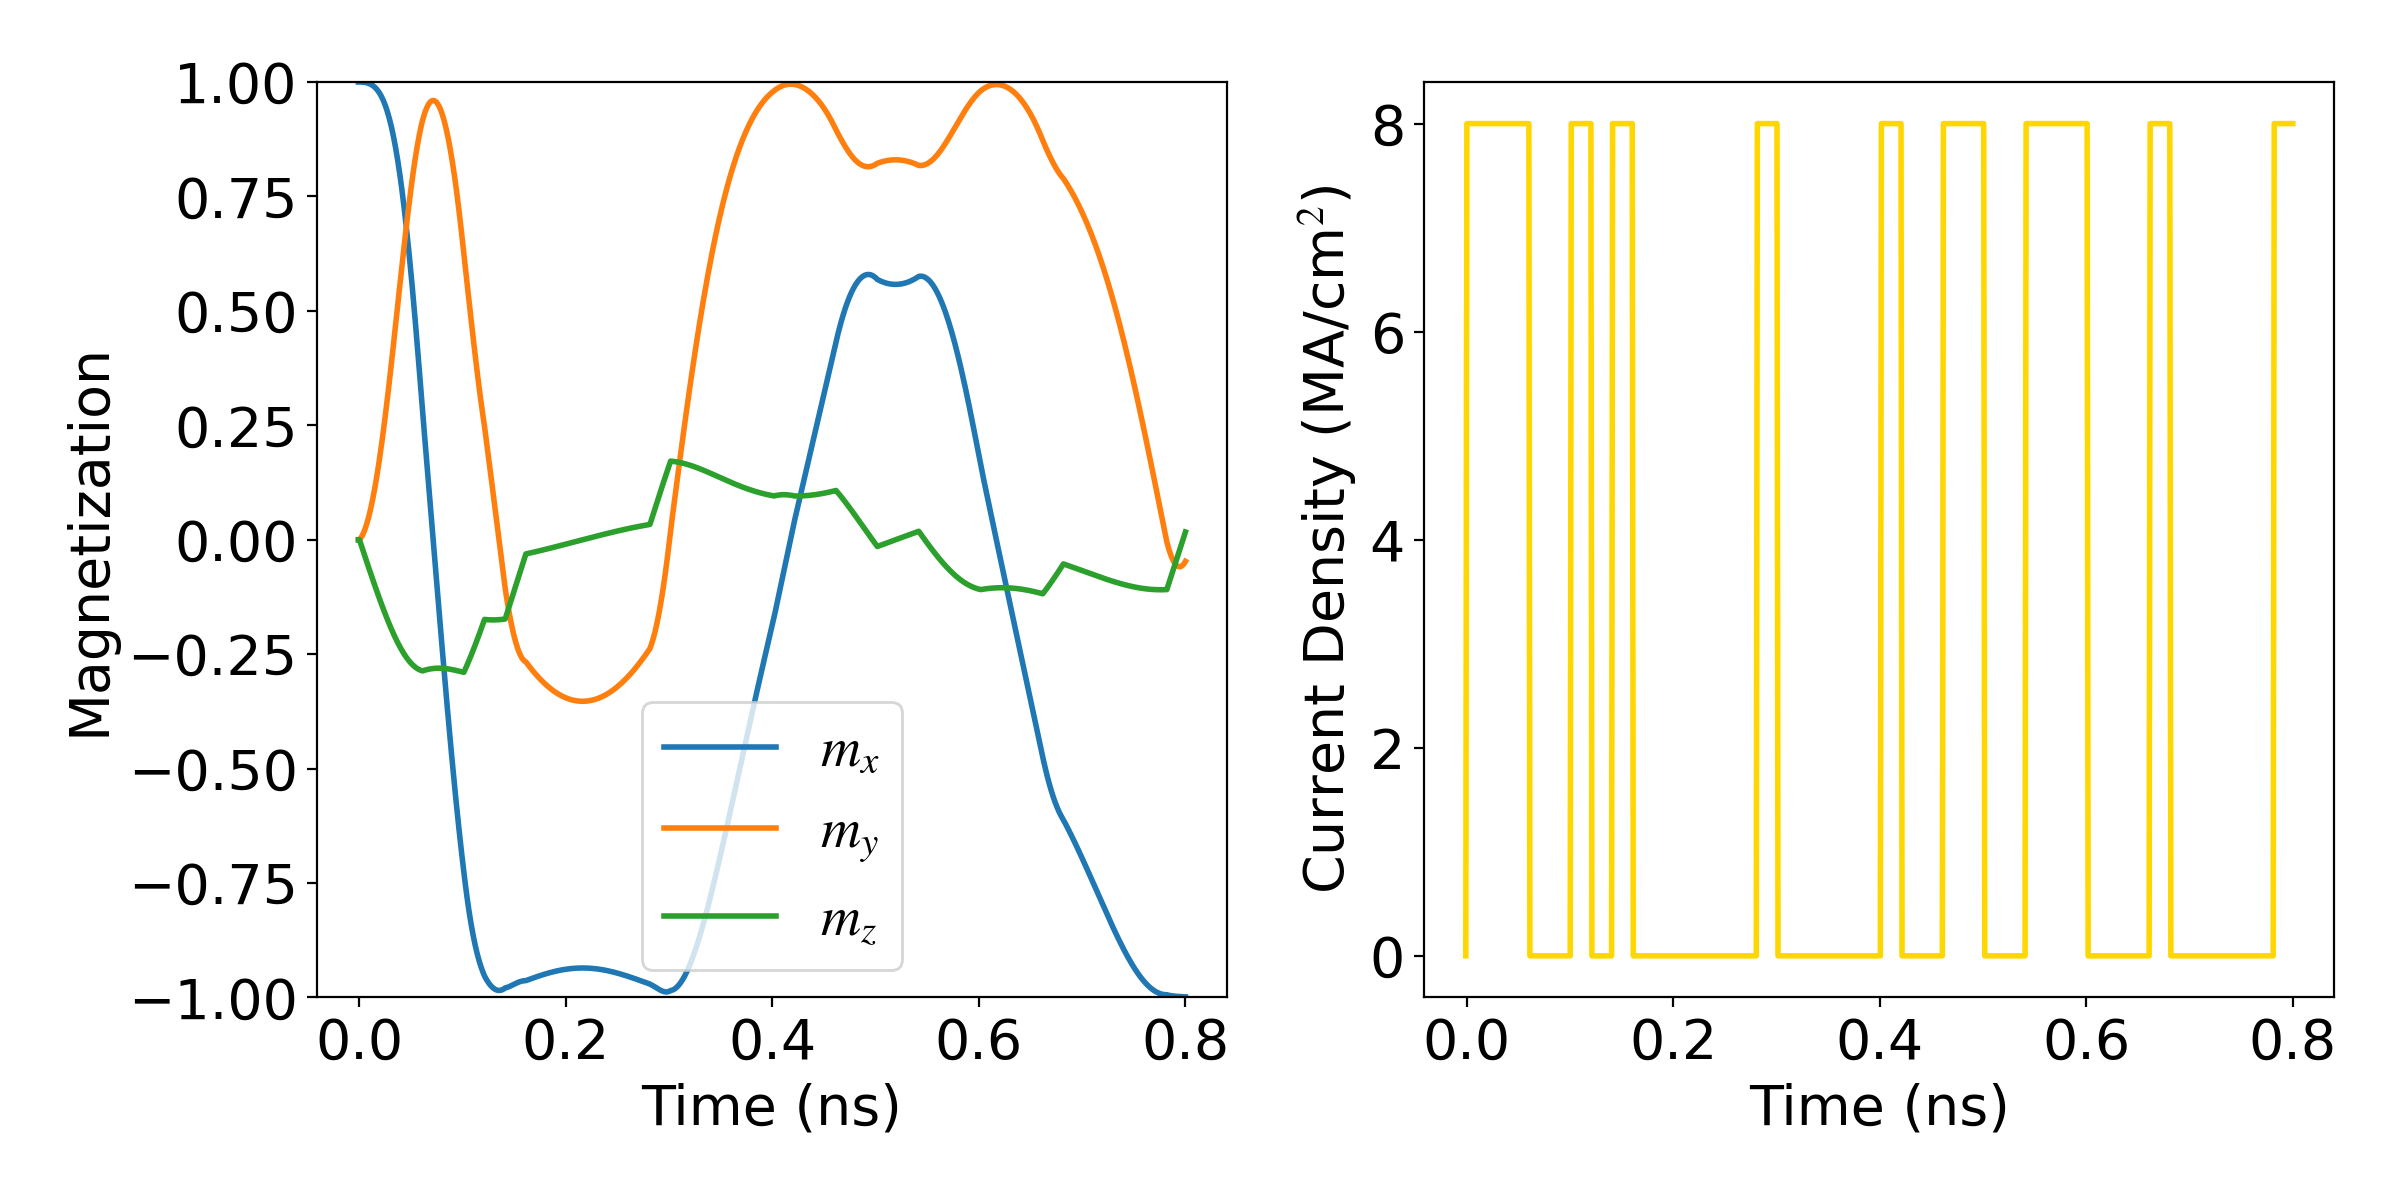 1.00
0.75
0.50
0.25
0.00
−0.25
−0.50
−0.75
−1.00
Magnetization
0.0 0.2 0.4 0.6 0.8
Time (ns)
m_x
m_y
m_z
8
6
4
2
0
Current Density (MA/cm²)
0.0 0.2 0.4 0.6 0.8
Time (ns)